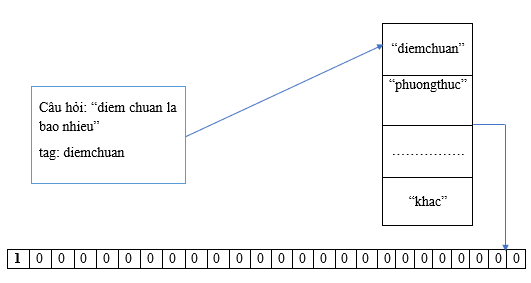 “diemchuan”
“phuongthuc”
Câu hỏi: “diem chuan la
bao nhieu”
tag: diemchuan
................
“khac”
1 0 0 0 0 0 0 0 0 0 0 0 0 0 0 0 0 0 0 0 0 0 0 0 0